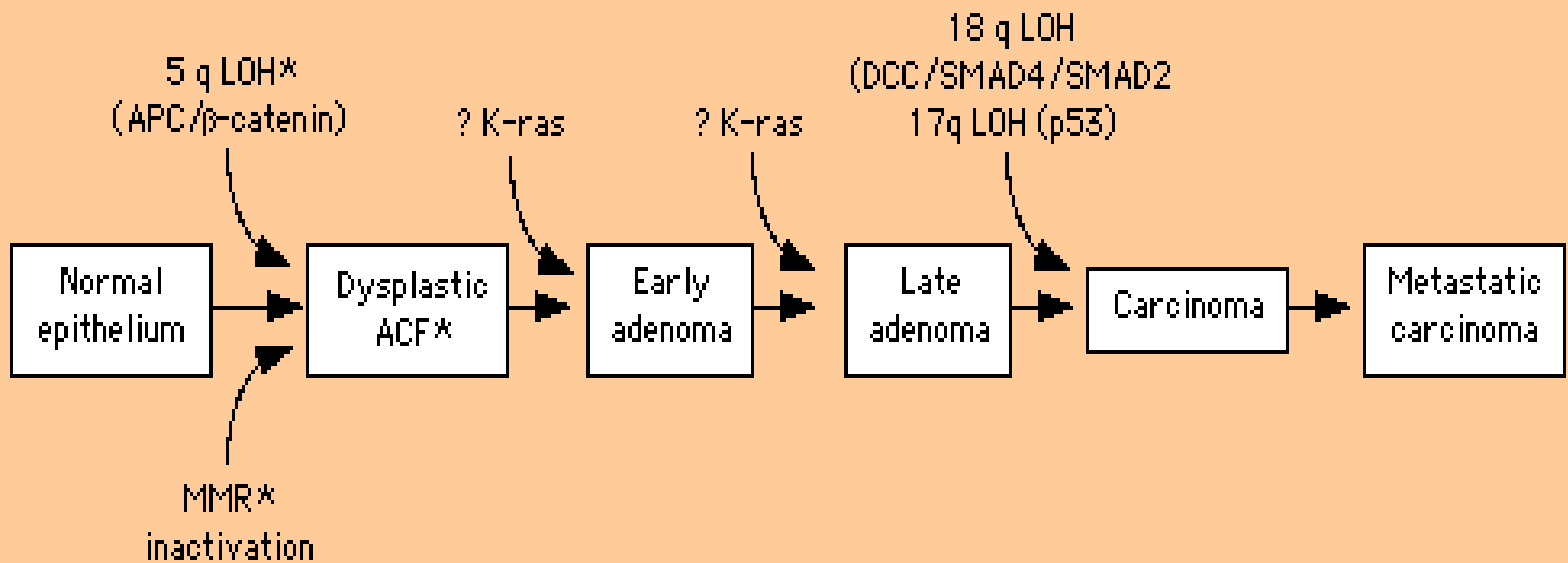 5 q LOH*
(APC/β-catenin)
? K-ras
? K-ras
18 q LOH
(DCC/SMAD4/SMAD2
17q LOH (p53)
Normal
epithelium
Dysplastic
ACF*
Early
adenoma
Late
adenoma
Carcinoma
Metastatic
carcinoma
MMR*
inactivation